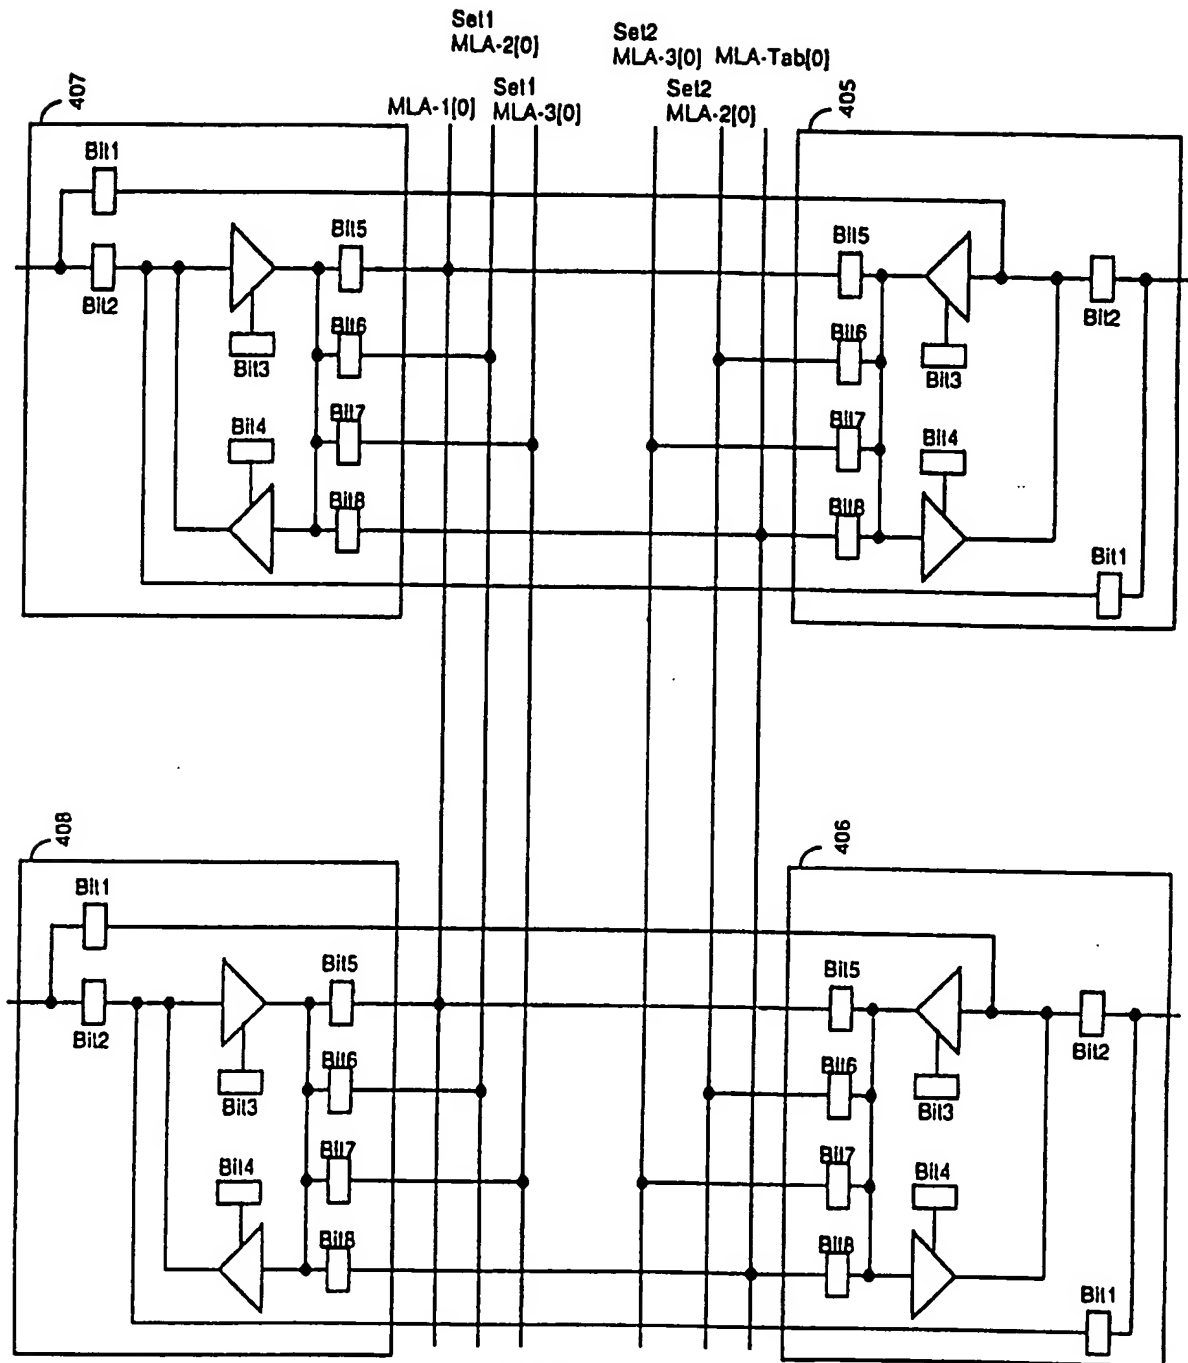 Set1
MLA-2[0]
Set2
MLA-3[0] MLA-Tab[0]
407
MLA-1[0]
Set1
MLA-3[0]
Set2
MLA-2[0]
405
Bit1
Bit5
Bit5
Bit2
Bit2
Bit6
Bit6
Bit3
Bit3
Bit7
Bit7
Bit4
Bit4
Bit8
Bit8
Bit1
408
406
Bit1
Bit5
Bit5
Bit2
Bit2
Bit6
Bit6
Bit3
Bit3
Bit7
Bit7
Bit4
Bit4
Bit8
Bit8
Bit1